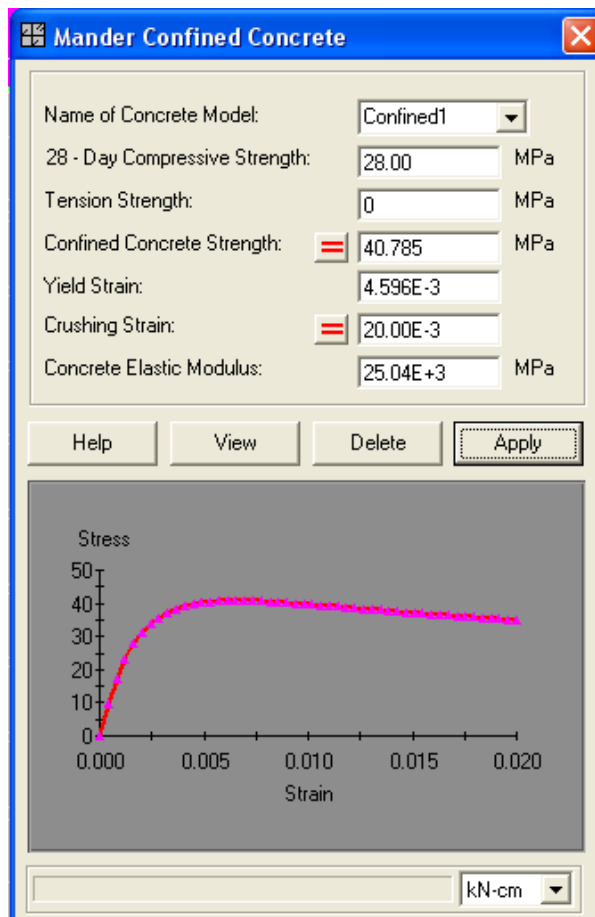 Mander Confined Concrete
Name of Concrete Model: Confined1
28 - Day Compressive Strength: 28.00 MPa
Tension Strength: 0 MPa
Confined Concrete Strength: = 40.785 MPa
Yield Strain: 4.596E-3
Crushing Strain: = 20.00E-3
Concrete Elastic Modulus: 25.04E+3 MPa
Help View Delete Apply
Stress
50
40
30
20
10
0
0.000 0.005 0.010 0.015 0.020
Strain
kN-cm